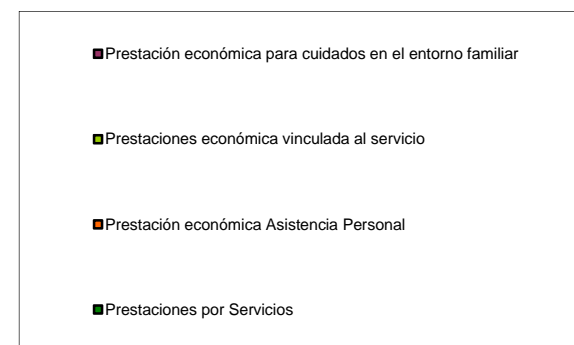 Prestación económica para cuidados en el entorno familiar
Prestaciones económica vinculada al servicio
Prestación económica Asistencia Personal
Prestaciones por Servicios